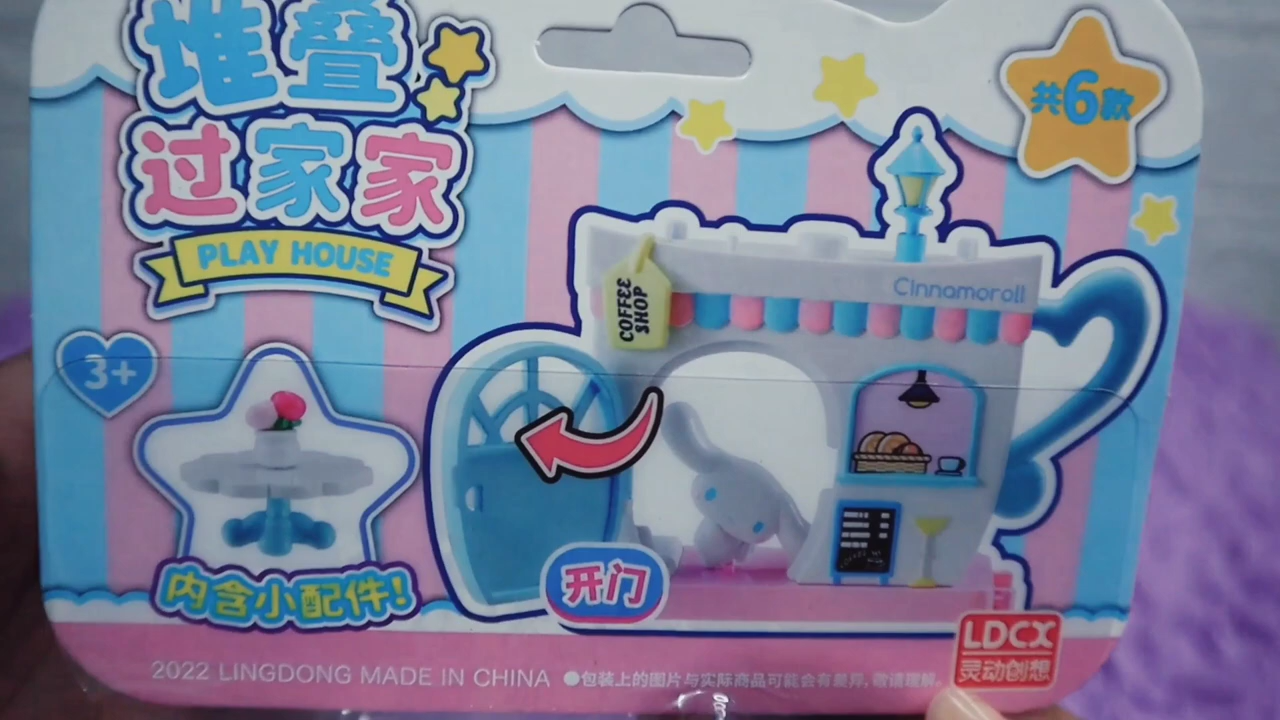 堆叠
过家家
PLAY HOUSE
共6款
3+
COFFEE
SHOP
Cinnamoroll
开门
内含小配件!
2022 LINGDONG MADE IN CHINA ●包装上的图片与实际商品可能会有差异,敬请理解.
LDCX
灵动创想